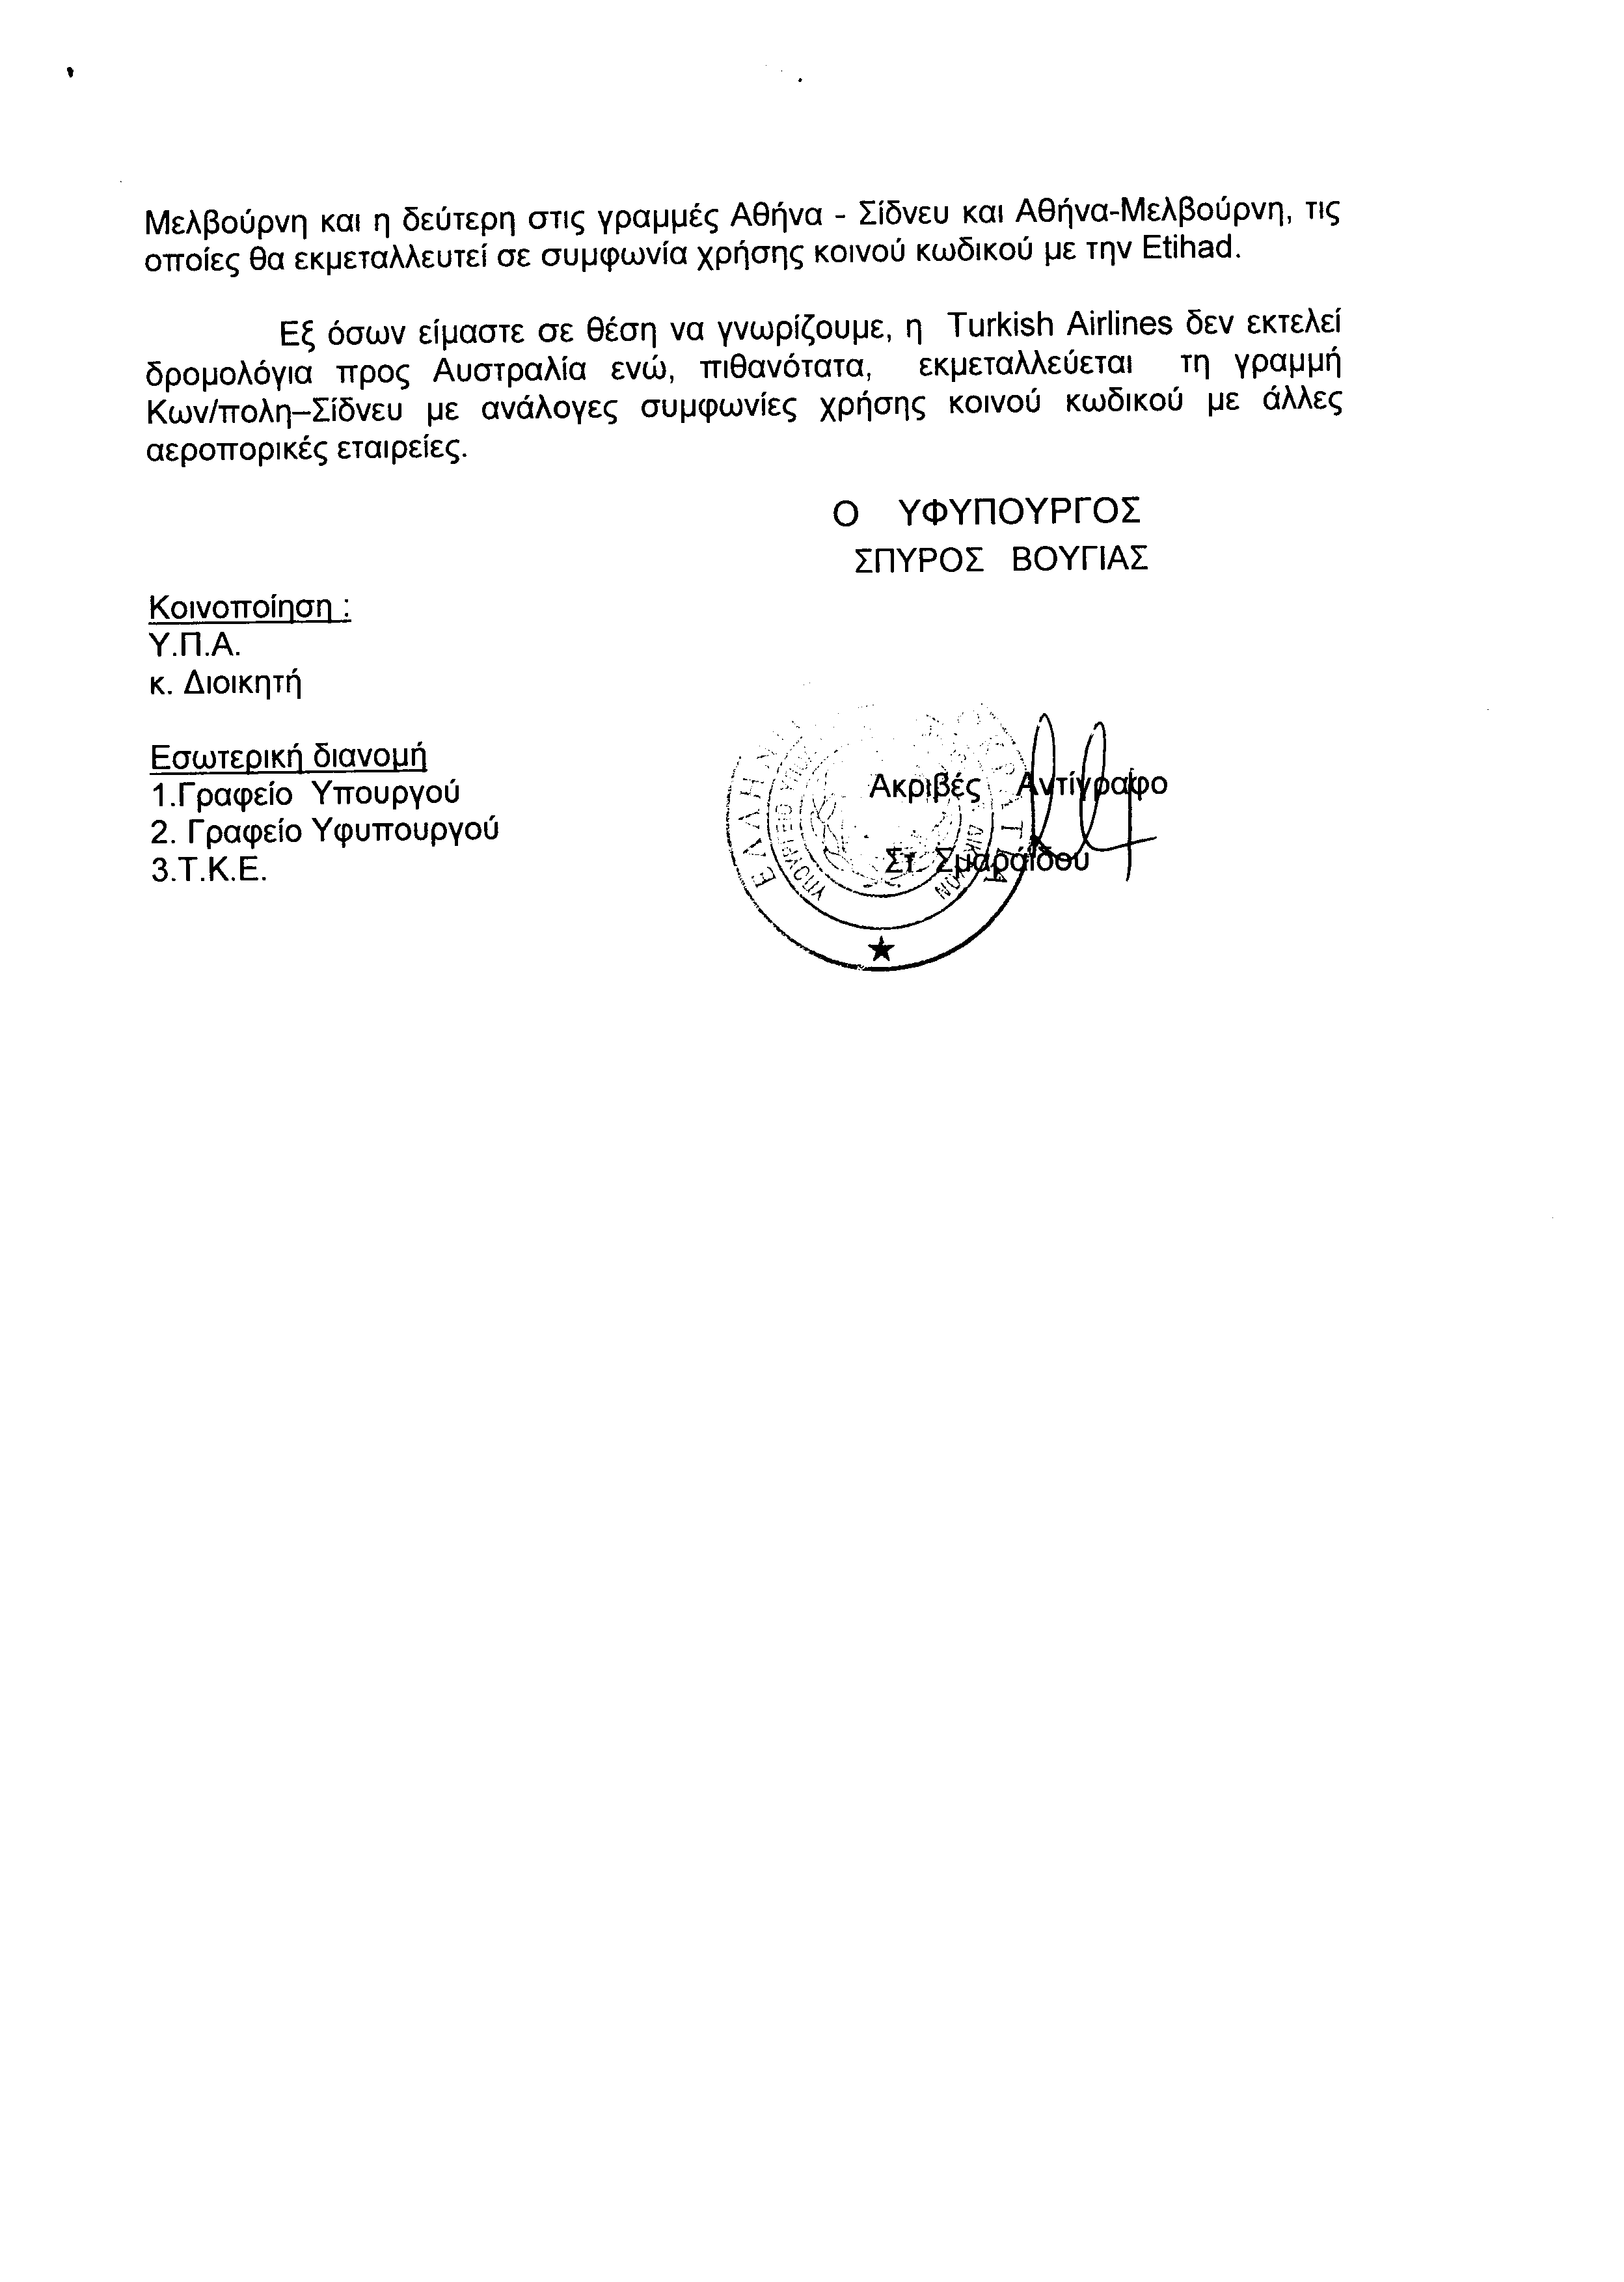 Μελβούρνη και η δεύτερη στις γραμμές Αθήνα - Σίδνευ και Αθήνα-Μελβούρνη, τις
οποίες θα εκμεταλλευτεί σε συμφωνία χρήσης κοινού κωδικού με την Etihad.
Εξ όσων είμαστε σε θέση να γνωρίζουμε, η Turkish Airlines δεν εκτελεί
δρομολόγια προς Αυστραλία ενώ, πιθανότατα, εκμεταλλεύεται τη γραμμή
Κων/πολη–Σίδνευ με ανάλογες συμφωνίες χρήσης κοινού κωδικού με άλλες
αεροπορικές εταιρείες.
Ο ΥΦΥΠΟΥΡΓΟΣ
ΣΠΥΡΟΣ ΒΟΥΓΙΑΣ
Κοινοποίηση :
Υ.Π.Α.
κ. Διοικητή
Εσωτερική διανομή
1.Γραφείο Υπουργού
2. Γραφείο Υφυπουργού
3.Τ.Κ.Ε.
Ακριβές Αντίγραφο
Στ. Σμαραΐδου